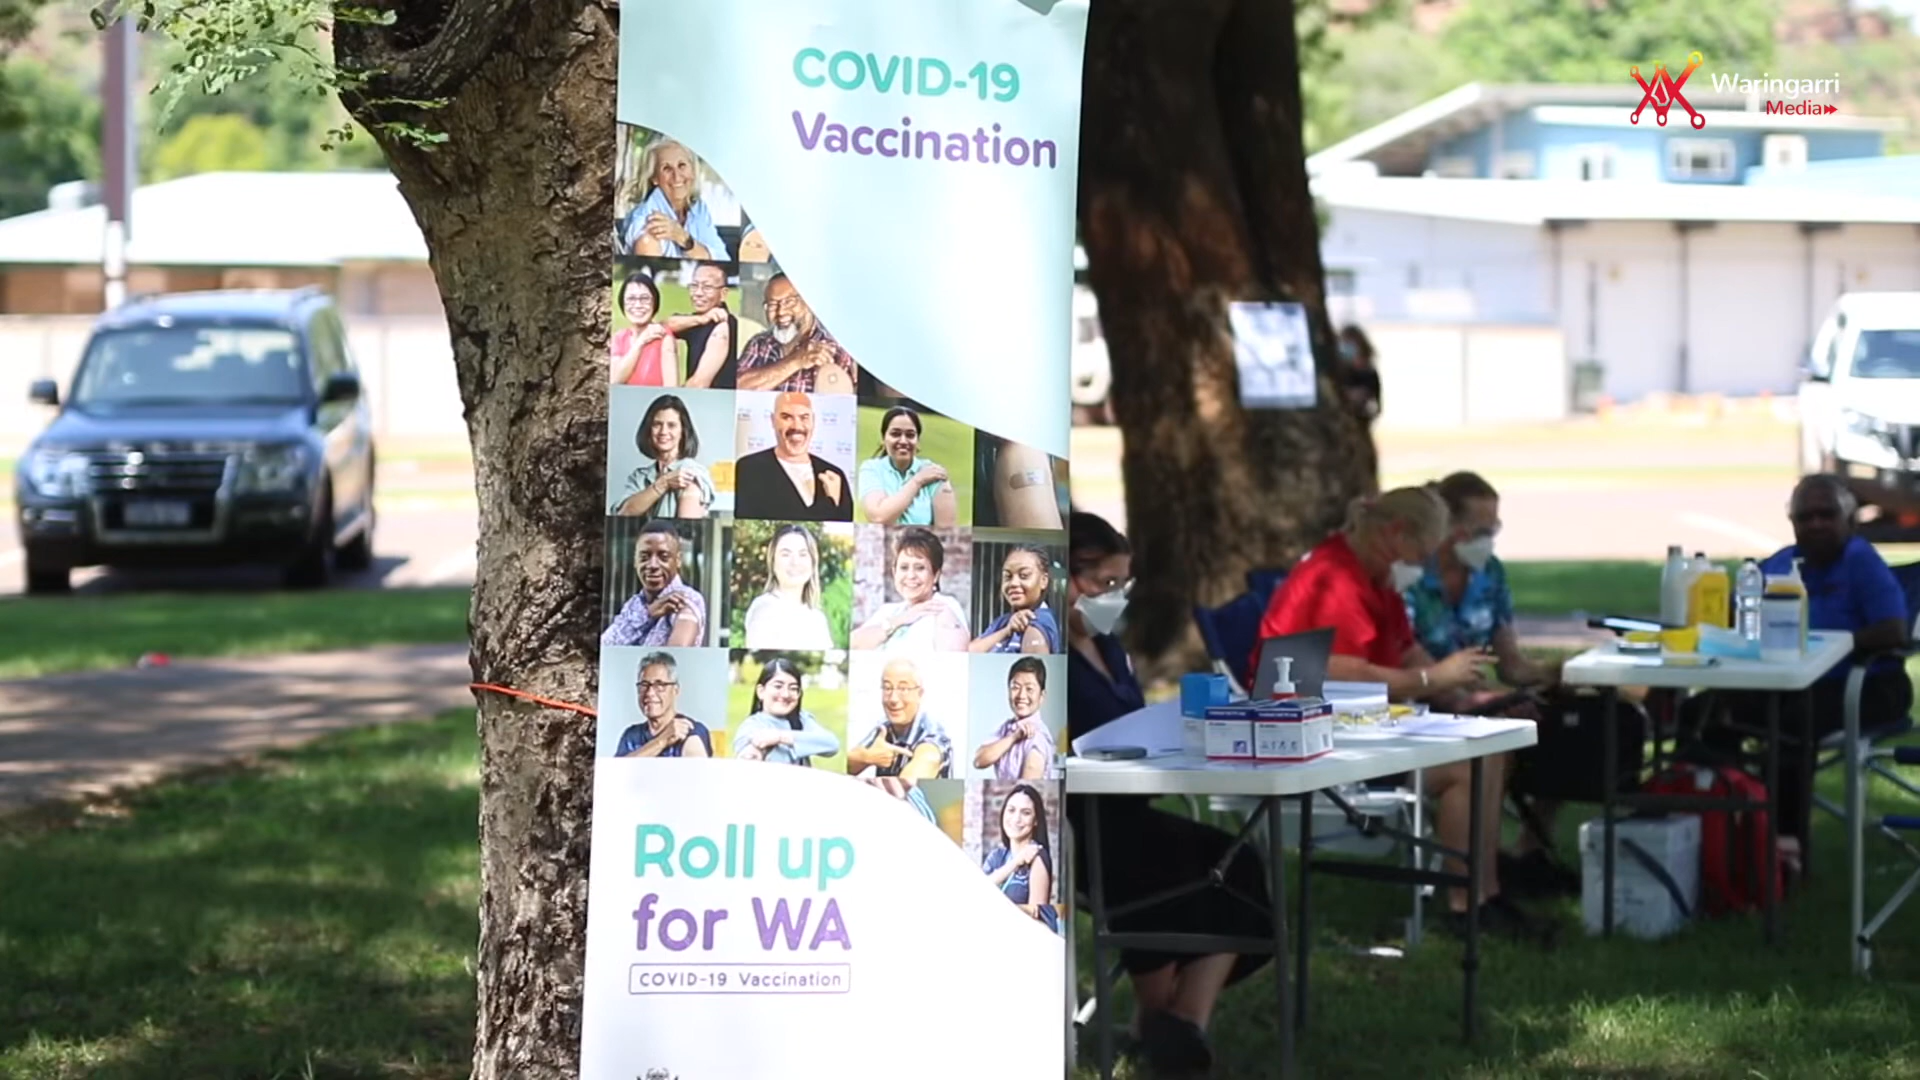 COVID-19
Vaccination
Waringarri
Media
Roll up
for WA
COVID-19 Vaccination